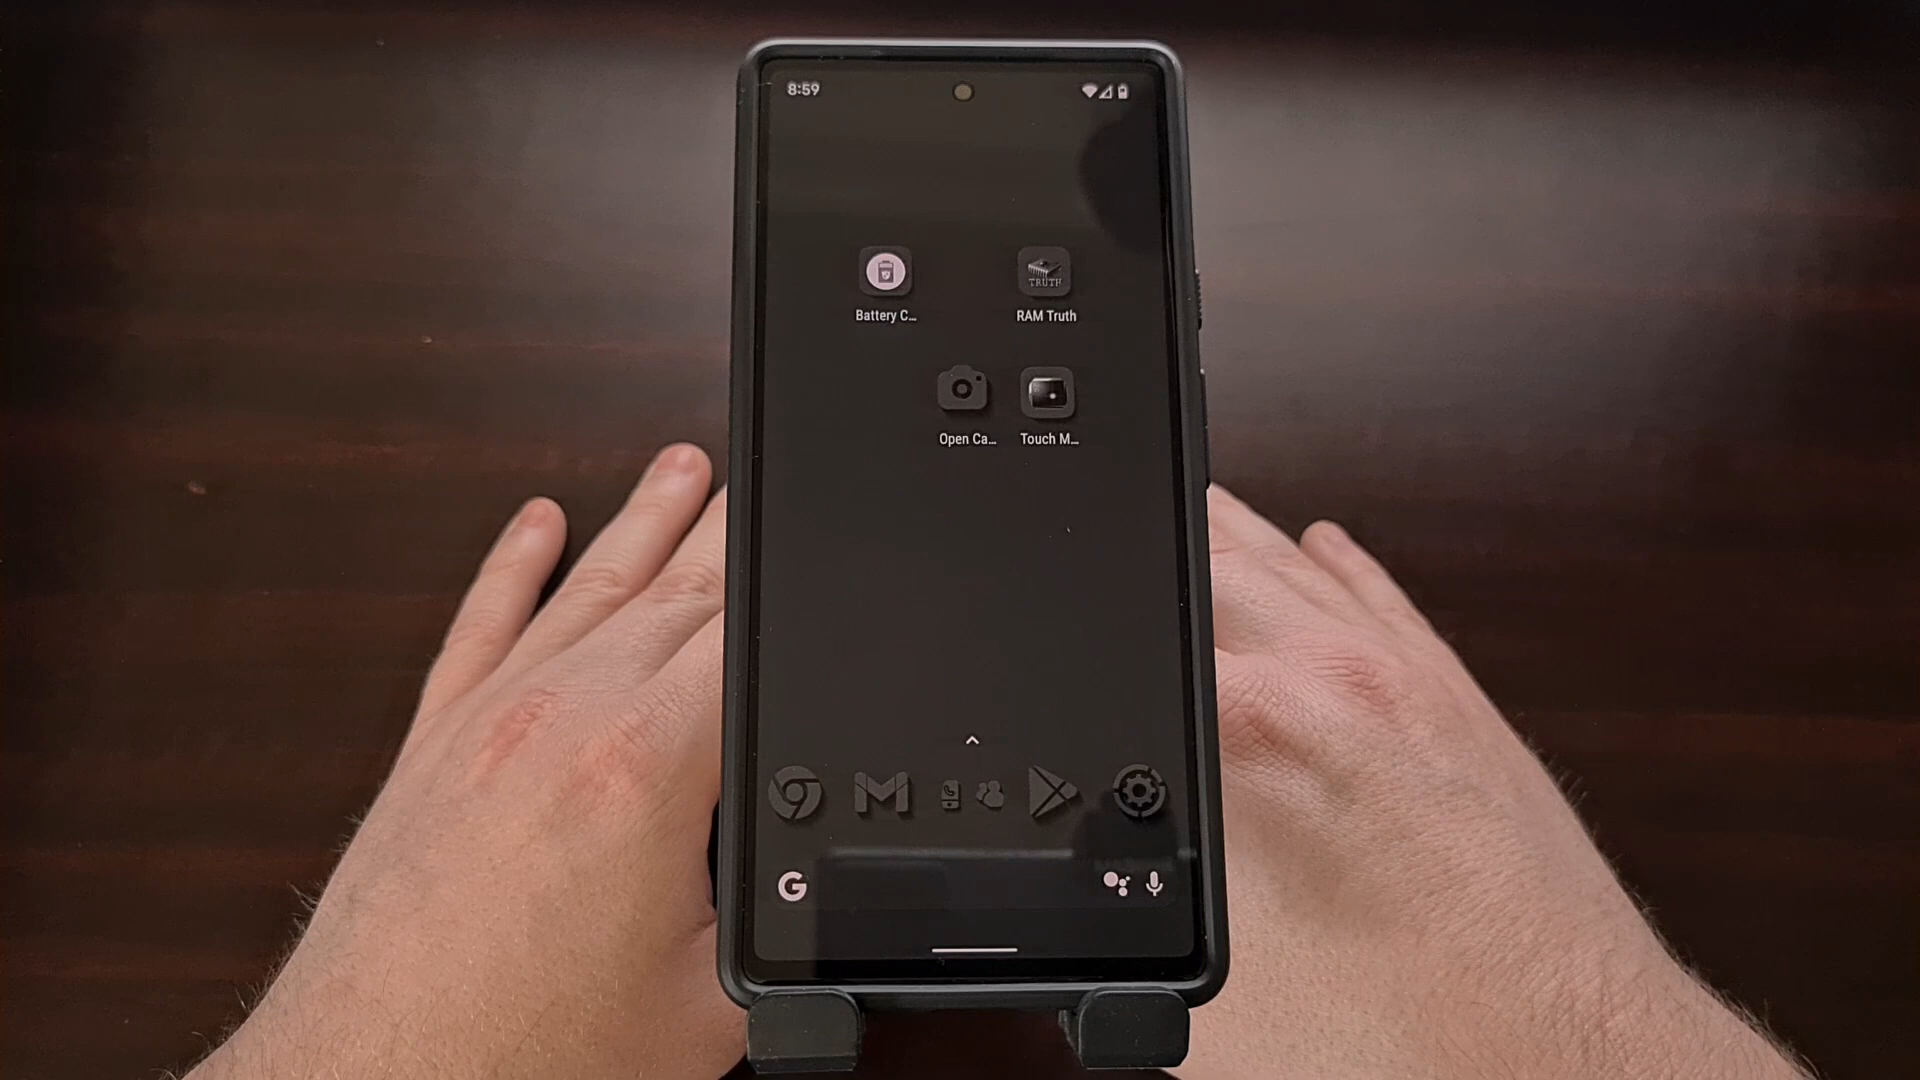 8:59
TRUTH
Battery C...
RAM Truth
Open Ca...
Touch M...
G